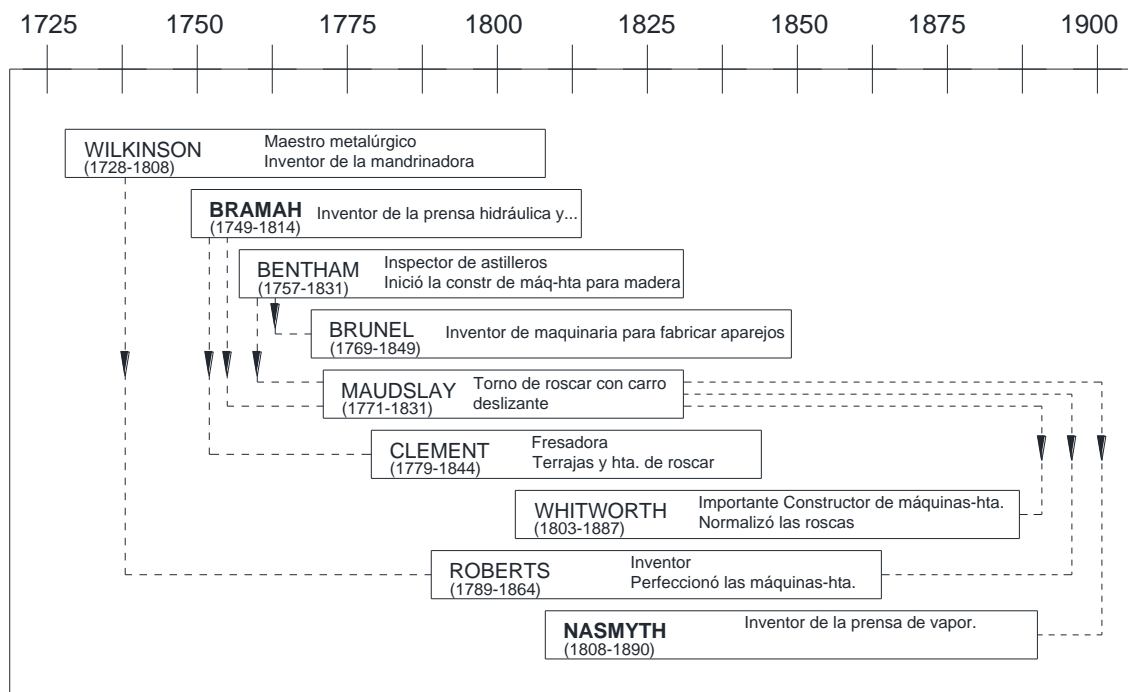 1725 1750 1775 1800 1825 1850 1875 1900
WILKINSON
(1728-1808)
Maestro metalúrgico
Inventor de la mandrinadora
BRAMAH
(1749-1814)
Inventor de la prensa hidráulica y...
BENTHAM
(1757-1831)
Inspector de astilleros
Inició la constr de máq-hta para madera
BRUNEL
(1769-1849)
Inventor de maquinaria para fabricar aparejos
MAUDSLAY
(1771-1831)
Torno de roscar con carro
deslizante
CLEMENT
(1779-1844)
Fresadora
Terrajas y hta. de roscar
WHITWORTH
(1803-1887)
Importante Constructor de máquinas-hta.
Normalizó las roscas
ROBERTS
(1789-1864)
Inventor
Perfeccionó las máquinas-hta.
NASMYTH
(1808-1890)
Inventor de la prensa de vapor.